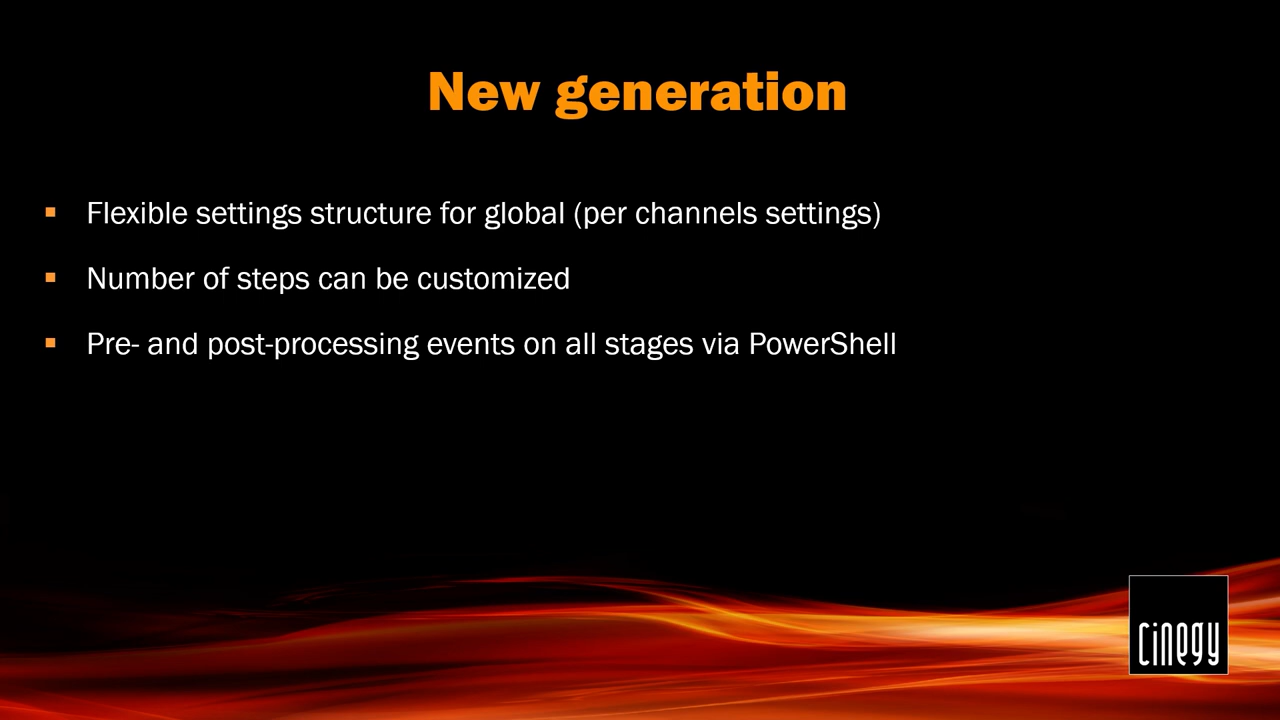 New generation
Flexible settings structure for global (per channels settings)
Number of steps can be customized
Pre- and post-processing events on all stages via PowerShell
cinegy